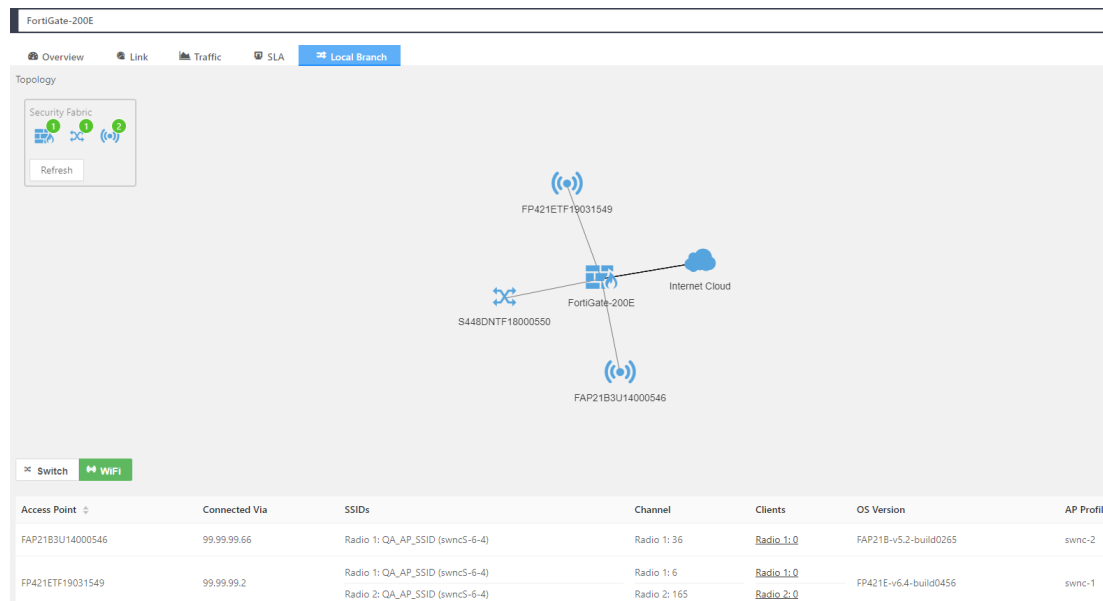 FortiGate-200E
Overview Link Traffic SLA Local Branch
Topology
Security Fabric
1 1 2
Refresh
FP421ETF19031549
Internet Cloud
FortiGate-200E
S448DNTF18000550
FAP21B3U14000546
Switch WiFi
Access Point Connected Via SSIDs Channel Clients OS Version AP Profil
FAP21B3U14000546 99.99.99.66 Radio 1: QA_AP_SSID (swncS-6-4) Radio 1: 36 Radio 1: 0 FAP21B-v5.2-build0265 swnc-2
Radio 1: QA_AP_SSID (swncS-6-4) Radio 1: 6 Radio 1: 0
FP421ETF19031549 99.99.99.2 FP421E-v6.4-build0456 swnc-1
Radio 2: QA_AP_SSID (swncS-6-4) Radio 2: 165 Radio 2: 0